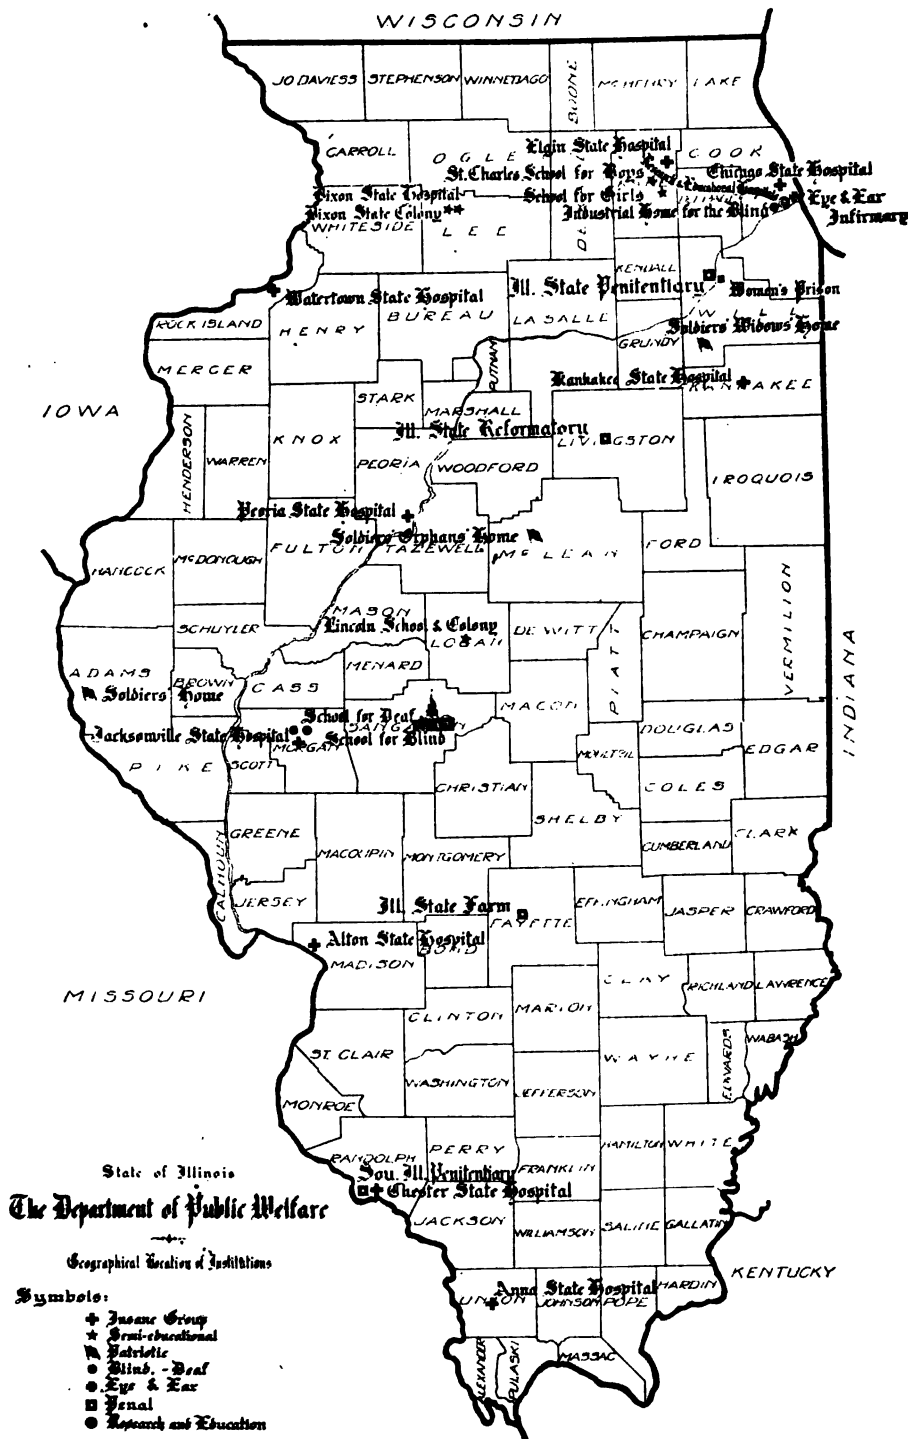 WISCONSIN
JO DAVIESS STEPHENSON WINNEBAGO BOONE McHENRY LAKE
CARROLL OGLE COOK
Elgin State Hospital
St. Charles School for Boys
Chicago State Hospital
Dixon State Hospital
School for Girls
Research & Educational Hospitals
Eye & Ear
Infirmary
Dixon State Colony
Industrial Home for the Blind
WHITESIDE LEE
KENDALL
Ill. State Penitentiary
Women's Prison
Watertown State Hospital
ROCK ISLAND HENRY BUREAU LA SALLE WILL
GRUNDY
Soldiers' Widows Home
MERCER PUTNAM
Kankakee State Hospital
IOWA STARK MARSHALL
Ill. State Reformatory
LIVINGSTON
HENDERSON WARREN KNOX PEORIA WOODFORD IROQUOIS
Peoria State Hospital
Soldiers' Orphans' Home
HANCOCK McDONOUGH FULTON TAZEWELL McLEAN FORD
VERMILION
MASON
Lincoln School & Colony
SCHUYLER LOGAN DE WITT PIATT CHAMPAIGN
INDIANA
ADAMS BROWN CASS MENARD
Soldiers' Home
MACON
School for Deaf
Jacksonville State Hospital
School for Blind
MORGAN
DOUGLAS
PIKE SCOTT MOULTRIE EDGAR
CHRISTIAN COLES
SHELBY
GREENE MACOUPIN MONTGOMERY CUMBERLAND CLARK
CALHOUN JERSEY
Ill. State Farm
FAYETTE EFFINGHAM JASPER CRAWFORD
Alton State Hospital
BOND
MADISON
MISSOURI
CLAY RICHLAND LAWRENCE
CLINTON MARION
ST. CLAIR WAYNE EDWARDS WABASH
WASHINGTON JEFFERSON
MONROE
RANDOLPH PERRY HAMILTON WHITE
Sou. Ill. Penitentiary
FRANKLIN
Chester State Hospital
JACKSON WILLIAMSON SALINE GALLATIN
KENTUCKY
Anna State Hospital
UNION JOHNSON POPE HARDIN
ALEXANDER PULASKI MASSAC
State of Illinois
The Department of Public Welfare
Geographical Location of Institutions
Symbols:
Insane Group
Semi-educational
Patriotic
Blind. - Deaf
Eye & Ear
Penal
Research and Education